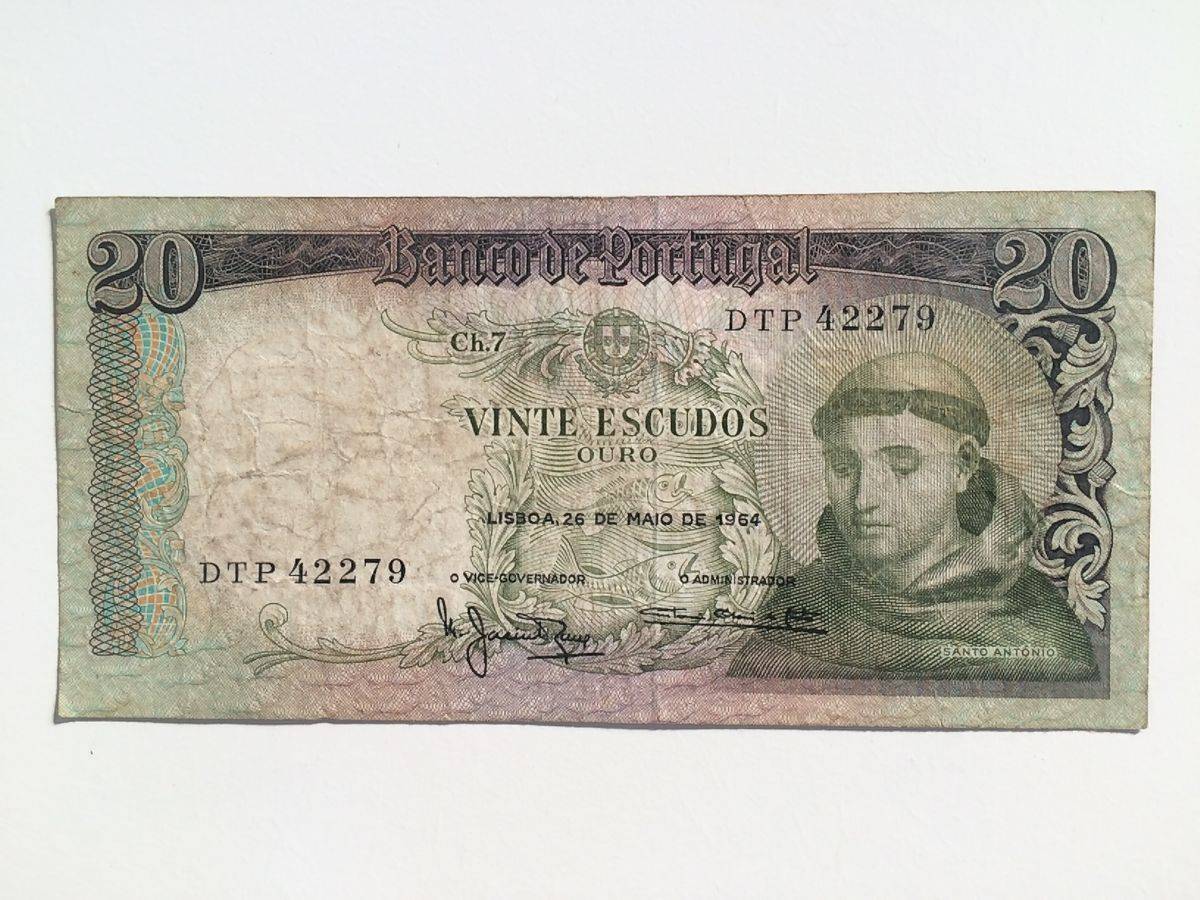 20 Banco de Portugal 20
DTP 42279
Ch.7
VINTE ESCUDOS
OURO
LISBOA, 26 DE MAIO DE 1964
DTP 42279
O VICE-GOVERNADOR O ADMINISTRADOR
SANTO ANTÓNIO